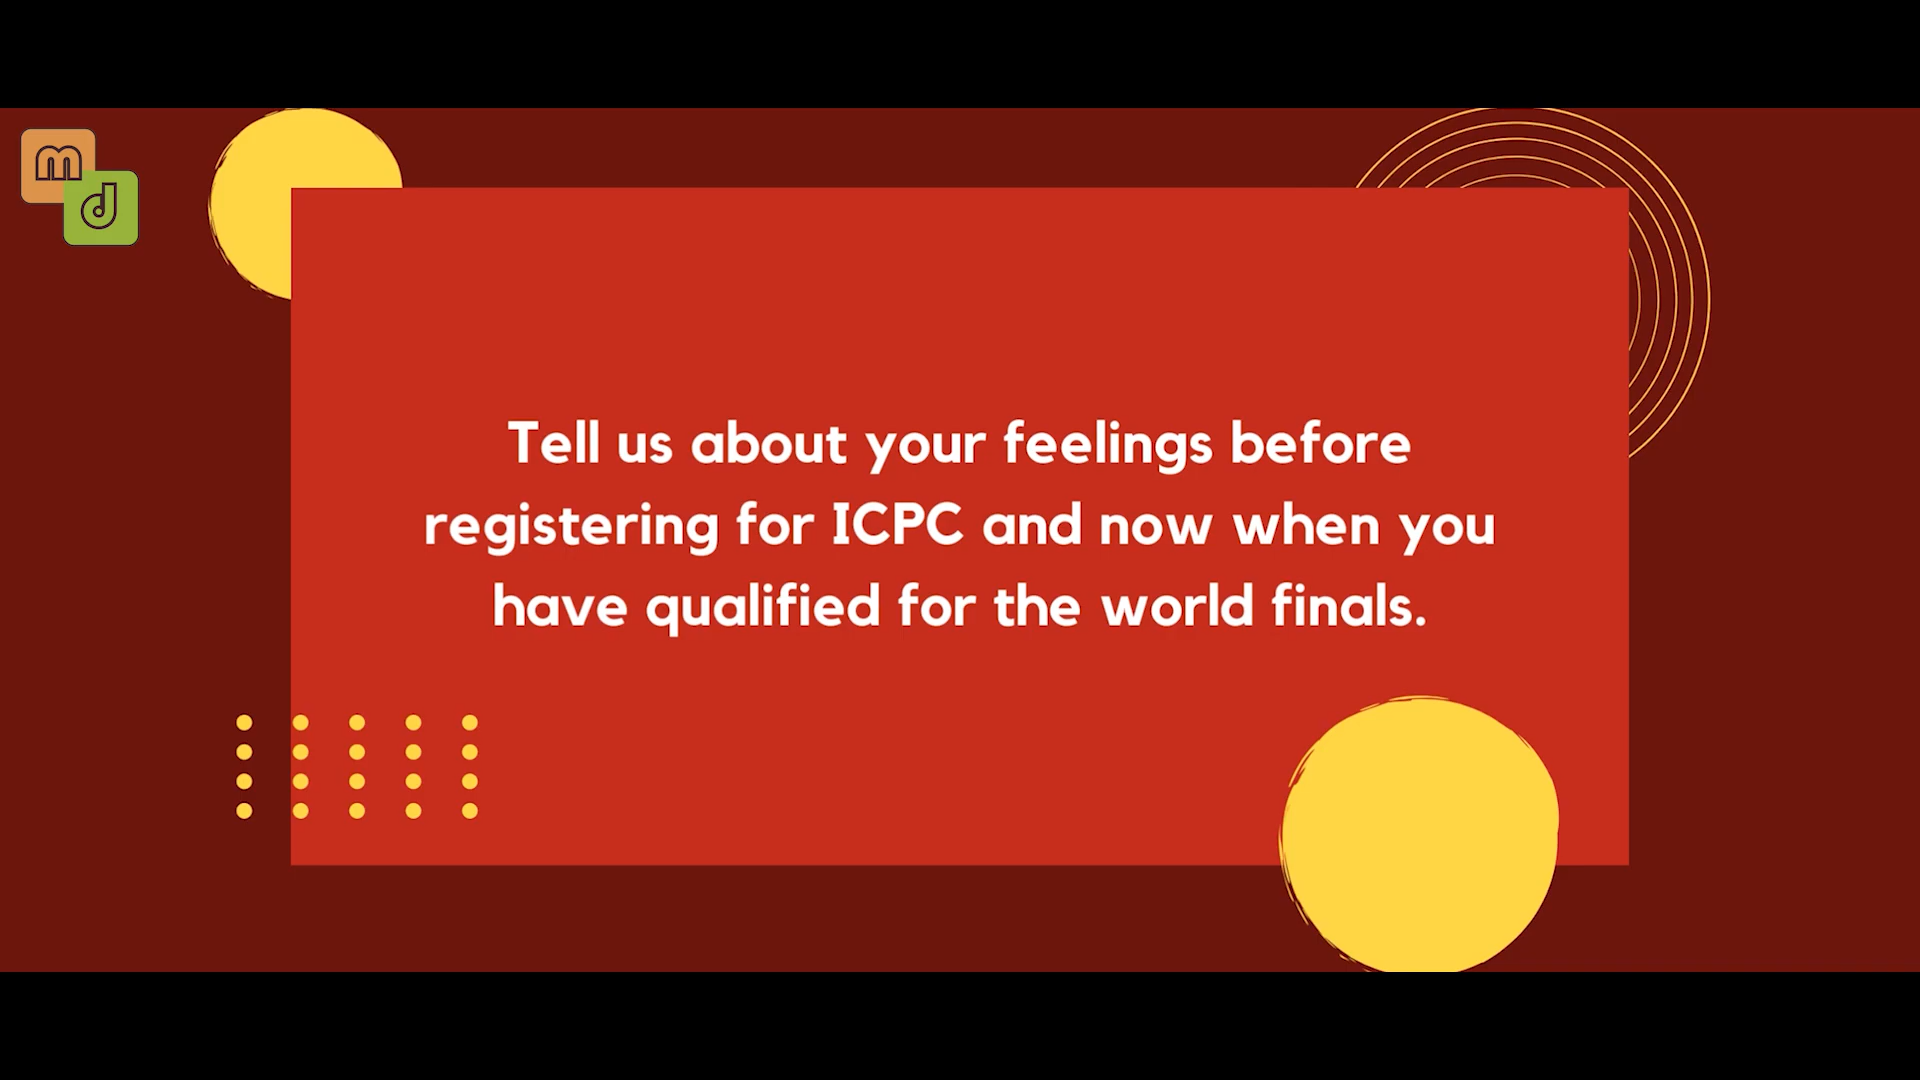 m
d
Tell us about your feelings before
registering for ICPC and now when you
have qualified for the world finals.